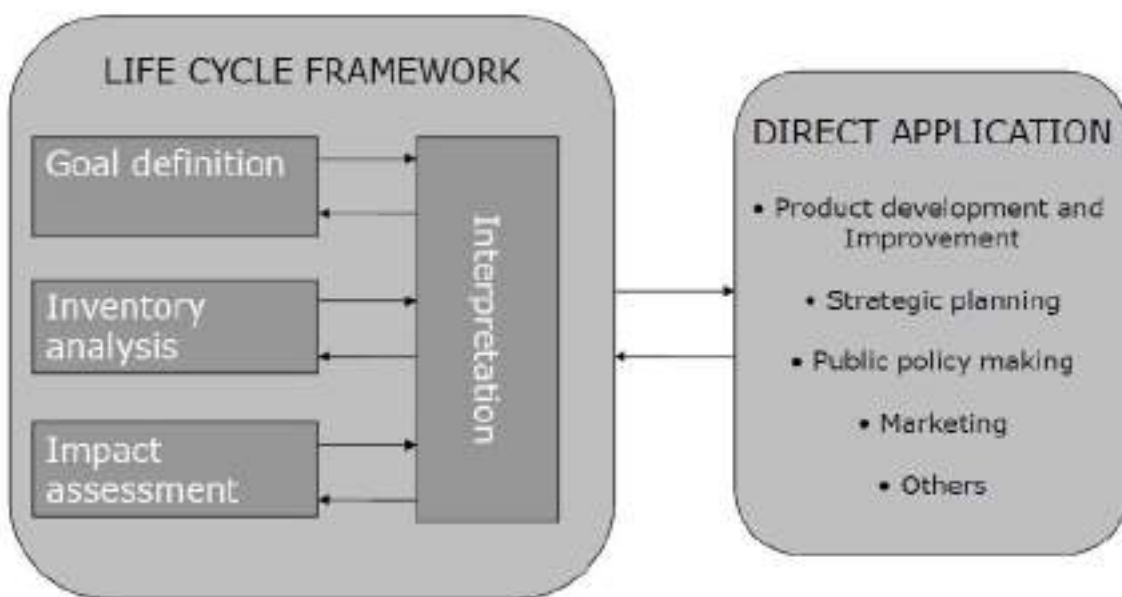 LIFE CYCLE FRAMEWORK
Goal definition
Inventory
analysis
Impact
assessment
Interpretation
DIRECT APPLICATION
• Product development and
Improvement
• Strategic planning
• Public policy making
• Marketing
• Others